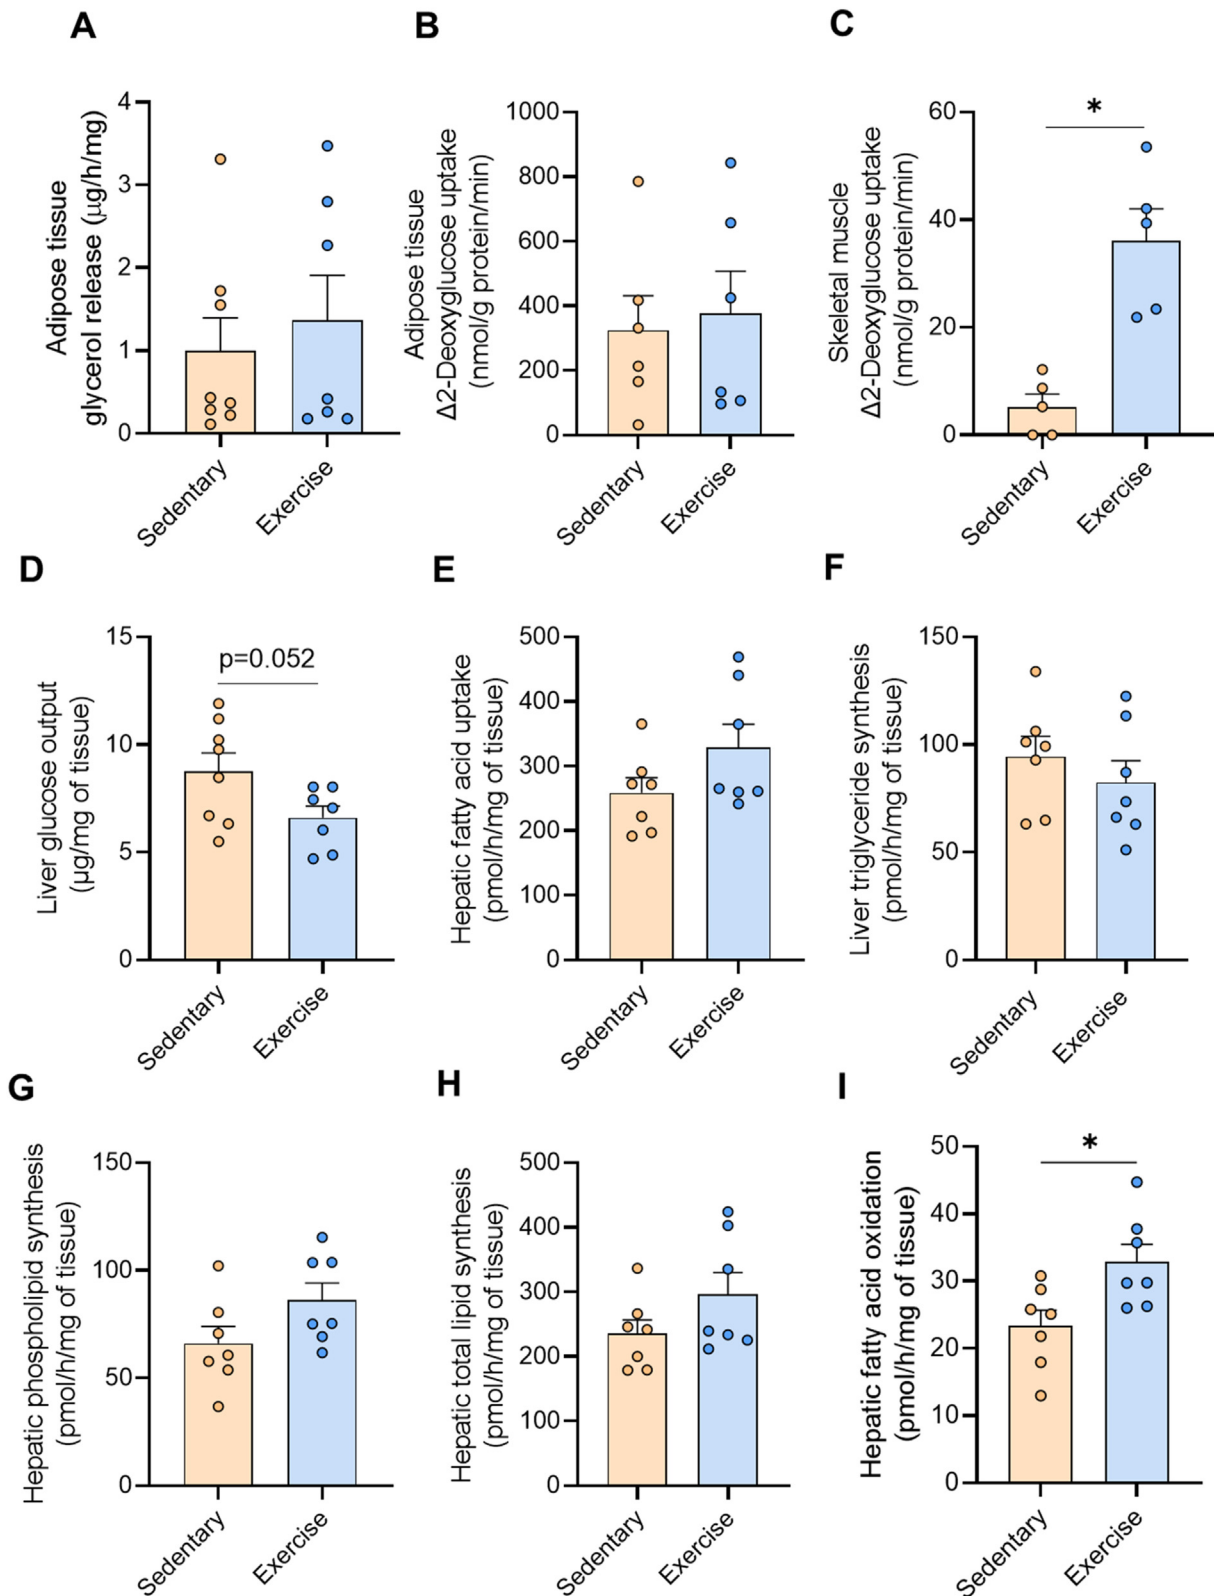 A
Adipose tissue
glycerol release (μg/h/mg)
4
3
2
1
0
Sedentary
Exercise
B
Adipose tissue
Δ2-Deoxyglucose uptake
(nmol/g protein/min)
1000
800
600
400
200
0
Sedentary
Exercise
C
Skeletal muscle
Δ2-Deoxyglucose uptake
(nmol/g protein/min)
60
40
20
0
*
Sedentary
Exercise
D
Liver glucose output
(μg/mg of tissue)
15
10
5
0
p=0.052
Sedentary
Exercise
E
Hepatic fatty acid uptake
(pmol/h/mg of tissue)
500
400
300
200
100
0
Sedentary
Exercise
F
Liver triglyceride synthesis
(pmol/h/mg of tissue)
150
100
50
0
Sedentary
Exercise
G
Hepatic phospholipid synthesis
(pmol/h/mg of tissue)
150
100
50
0
Sedentary
Exercise
H
Hepatic total lipid synthesis
(pmol/h/mg of tissue)
500
400
300
200
100
0
Sedentary
Exercise
I
Hepatic fatty acid oxidation
(pmol/h/mg of tissue)
50
40
30
20
10
0
*
Sedentary
Exercise